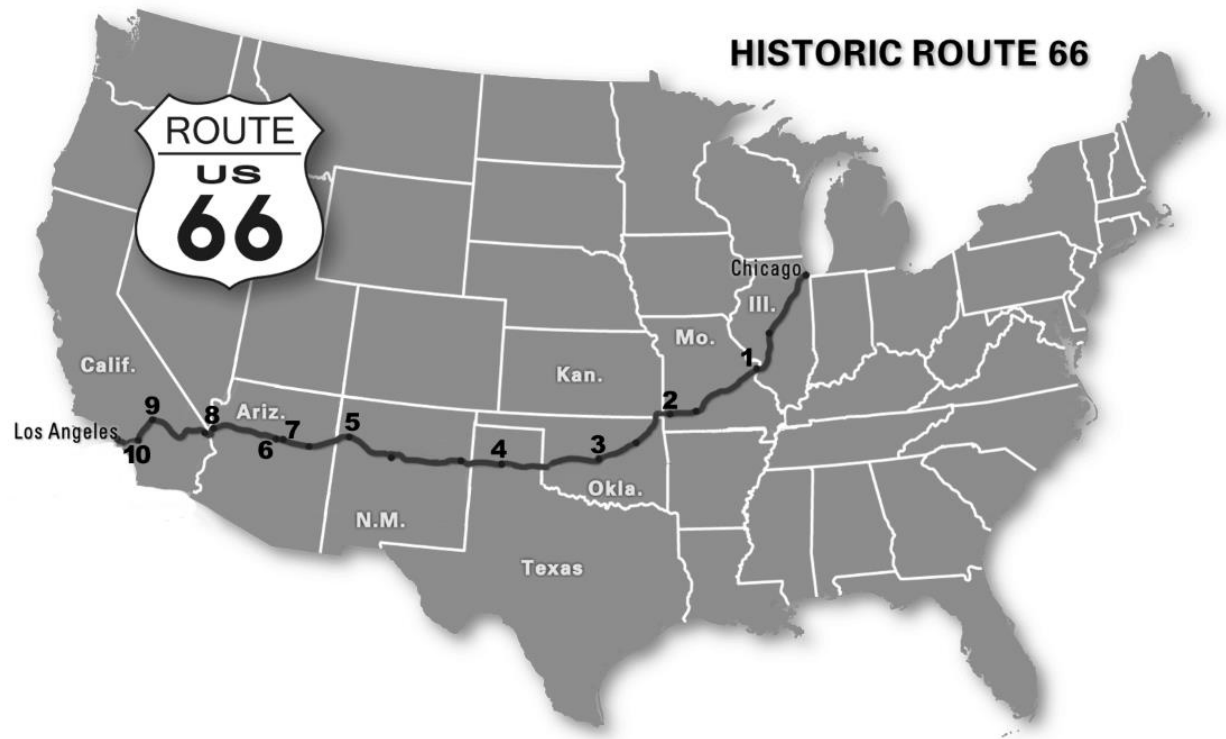 HISTORIC ROUTE 66
ROUTE
US
66
Chicago
Ill.
Mo.
1
Calif.
Kan.
2
9
Ariz.
8
5
Los Angeles
7
10
6
4
3
Okla.
N.M.
Texas